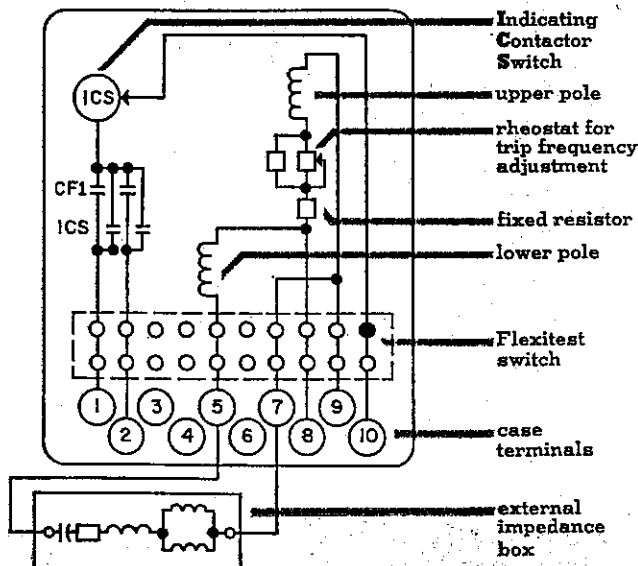 Indicating
Contactor
Switch
ICS
upper pole
rheostat for
trip frequency
adjustment
CF1
ICS
fixed resistor
lower pole
Flexitest
switch
1 3 5 7 9
2 4 6 8 10
case
terminals
external
impedance
box